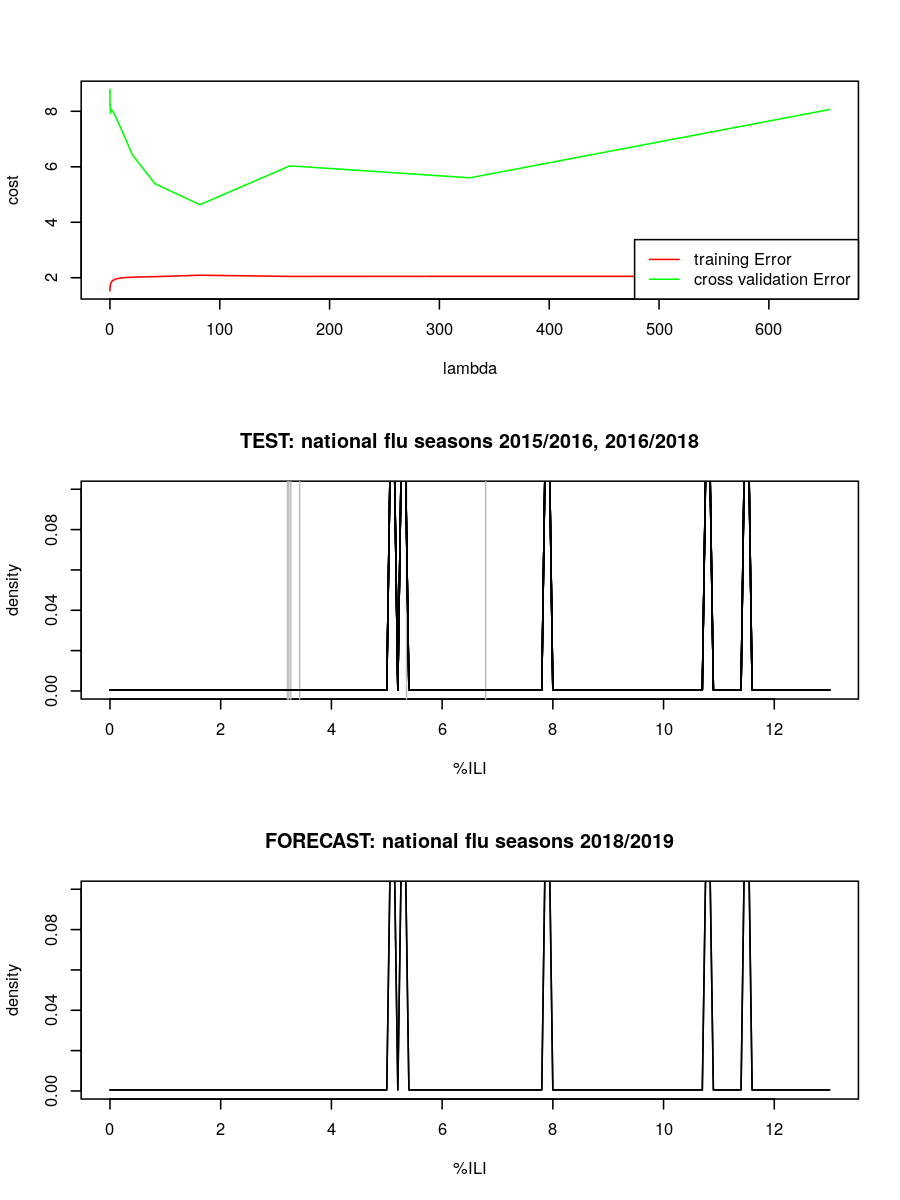 8
6
4
2
cost
training Error
cross validation Error
0 100 200 300 400 500 600
lambda
TEST: national flu seasons 2015/2016, 2016/2018
0.08
0.04
0.00
density
0 2 4 6 8 10 12
%ILI
FORECAST: national flu seasons 2018/2019
0.08
0.04
0.00
density
0 2 4 6 8 10 12
%ILI